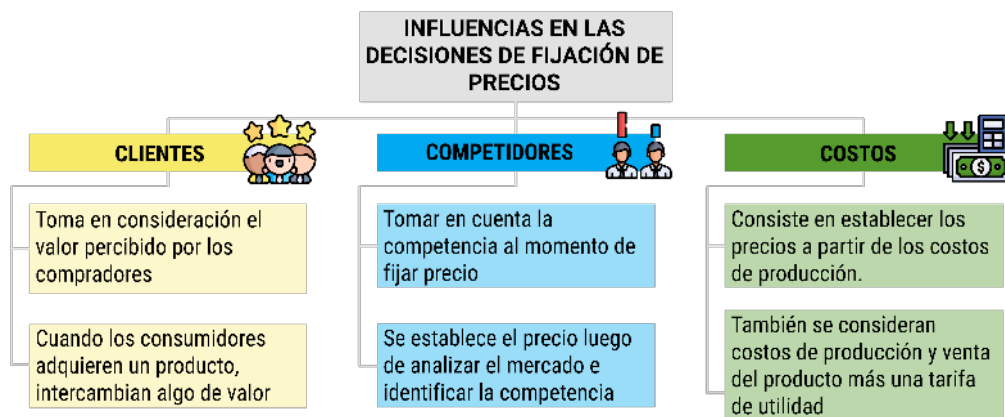 INFLUENCIAS EN LAS
DECISIONES DE FIJACIÓN DE
PRECIOS
CLIENTES
Toma en consideración el
valor percibido por los
compradores
Cuando los consumidores
adquieren un producto,
intercambian algo de valor
COMPETIDORES
Tomar en cuenta la
competencia al momento de
fijar precio
Se establece el precio luego
de analizar el mercado e
identificar la competencia
COSTOS
Consiste en establecer los
precios a partir de los costos
de producción.
También se consideran
costos de producción y venta
del producto más una tarifa
de utilidad